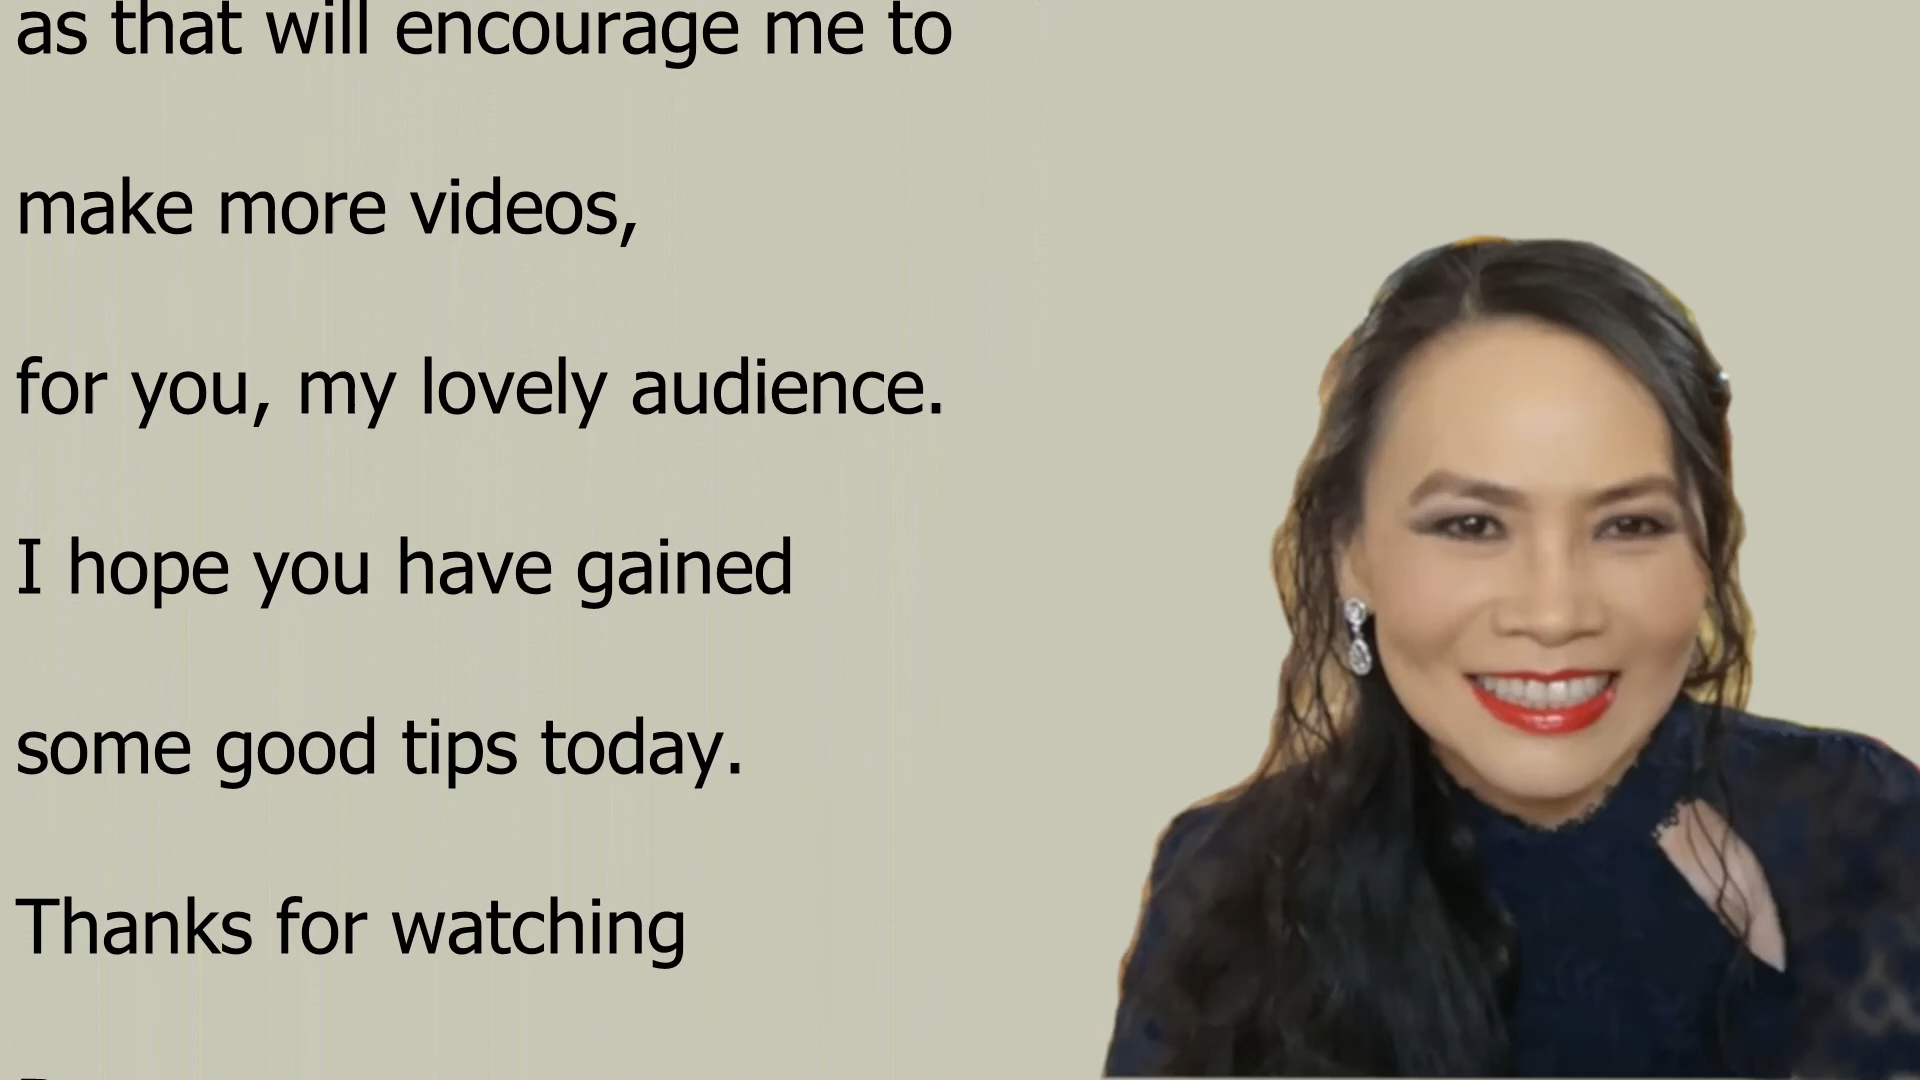 as that will encourage me to
make more videos,
for you, my lovely audience.
I hope you have gained
some good tips today.
Thanks for watching